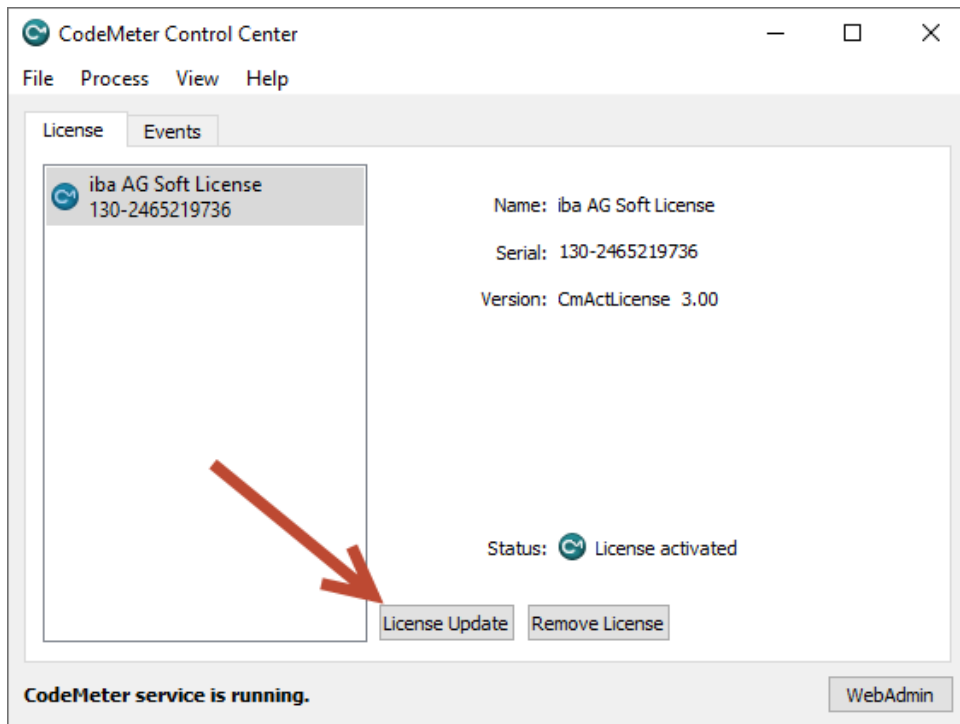 CodeMeter Control Center
File Process View Help
License Events
iba AG Soft License
130-2465219736
Name: iba AG Soft License
Serial: 130-2465219736
Version: CmActLicense 3.00
Status: License activated
License Update Remove License
CodeMeter service is running. WebAdmin